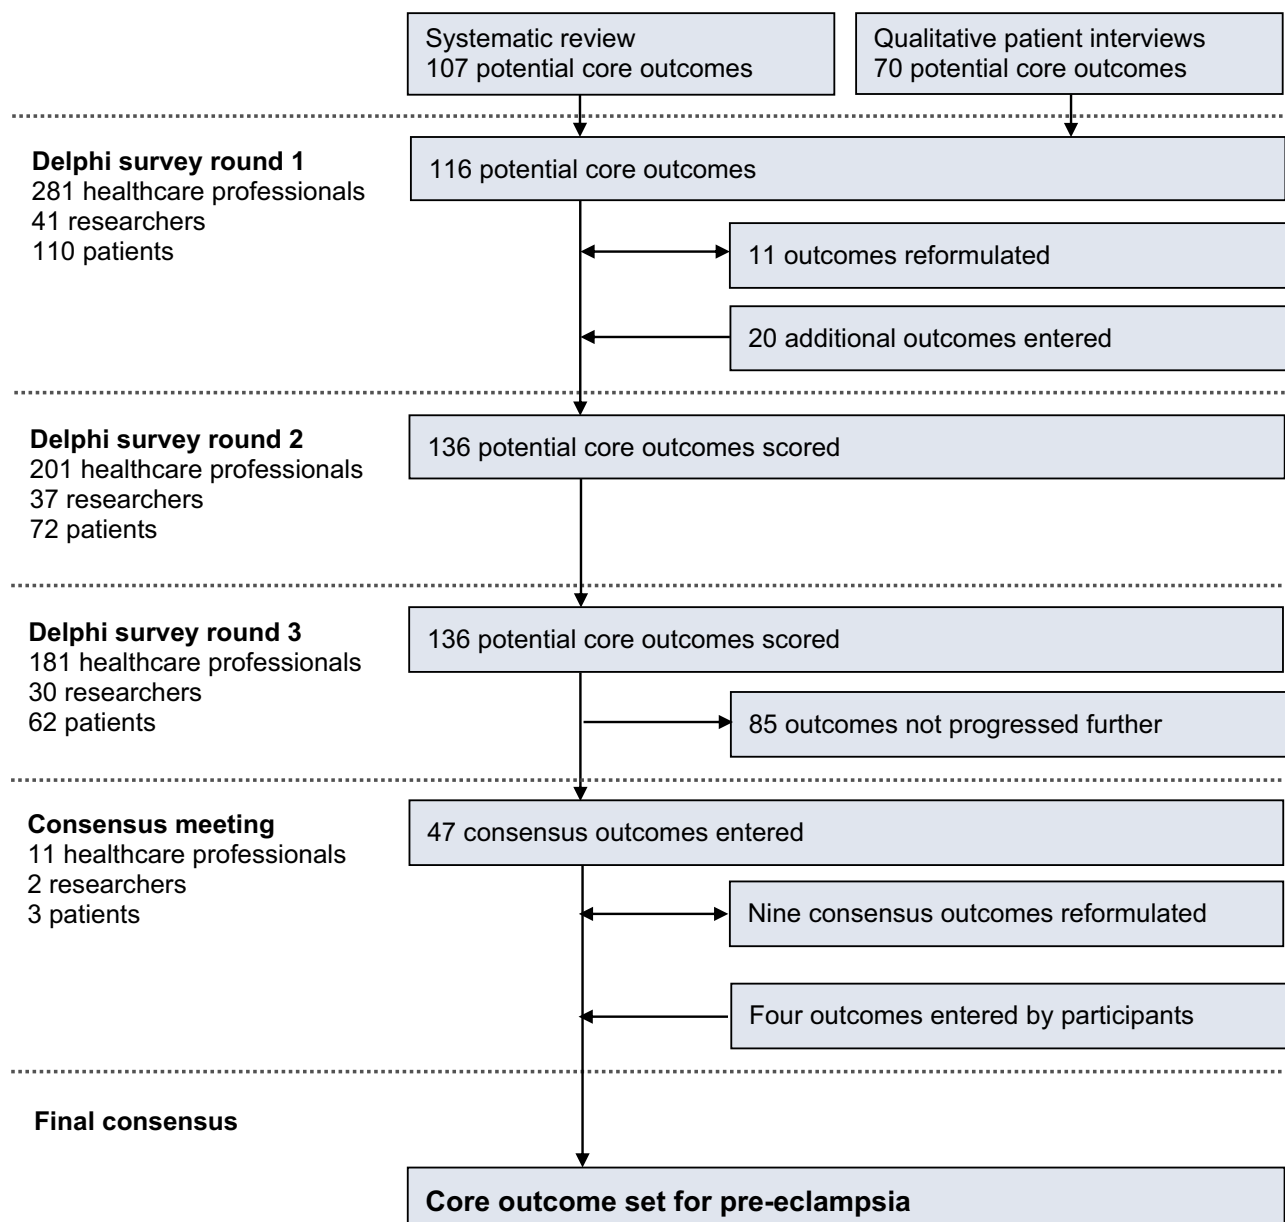 Systematic review
107 potential core outcomes
Qualitative patient interviews
70 potential core outcomes
Delphi survey round 1
281 healthcare professionals
41 researchers
110 patients
116 potential core outcomes
11 outcomes reformulated
20 additional outcomes entered
Delphi survey round 2
201 healthcare professionals
37 researchers
72 patients
136 potential core outcomes scored
Delphi survey round 3
181 healthcare professionals
30 researchers
62 patients
136 potential core outcomes scored
85 outcomes not progressed further
Consensus meeting
11 healthcare professionals
2 researchers
3 patients
47 consensus outcomes entered
Nine consensus outcomes reformulated
Four outcomes entered by participants
Final consensus
Core outcome set for pre-eclampsia